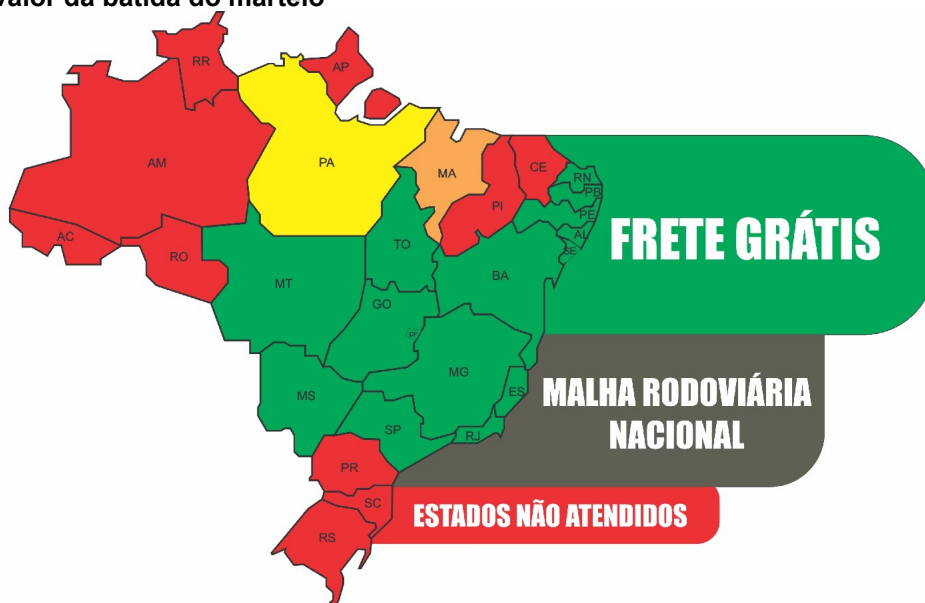 valor da batida do martelo
RR
AP
AM
PA
MA
CE
RN
PB
PI
PE
AL
SE
AC
RO
TO
BA
MT
GO
DF
FRETE GRÁTIS
MG
ES
MS
SP
RJ
MALHA RODOVIÁRIA
NACIONAL
PR
SC
RS
ESTADOS NÃO ATENDIDOS